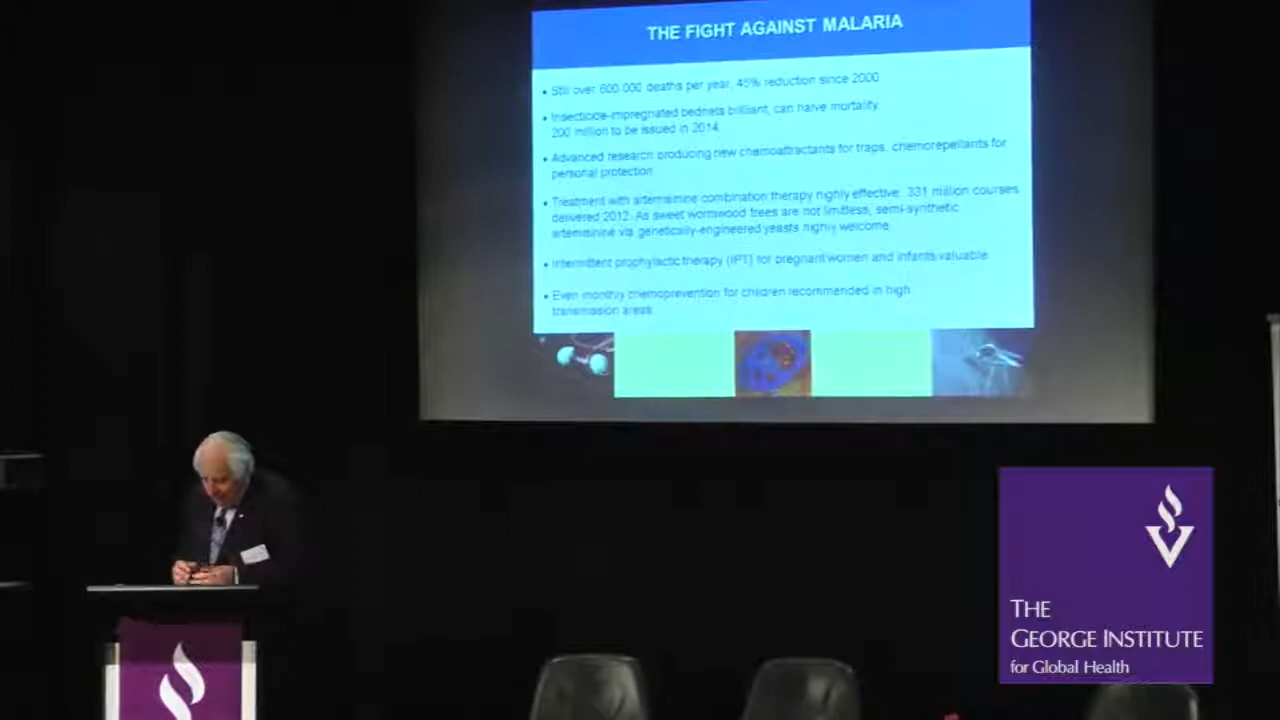 THE FIGHT AGAINST MALARIA
• Still over 600 000 deaths per year, 45% reduction since 2000
• Insecticide-impregnated bednets brilliant, can halve mortality.
200 million to be issued in 2014.
• Advanced research producing new chemoattractants for traps, chemorepellants for
personal protection
• Treatment with artemisinine combination therapy highly effective. 331 million courses
delivered 2012. As sweet wormwood trees are not limitless, semi-synthetic
artemisinine via genetically-engineered yeasts highly welcome.
• Intermittent prophylactic therapy (IPT) for pregnant women and infants valuable
• Even monthly chemoprevention for children recommended in high
transmission areas.
THE
GEORGE INSTITUTE
for Global Health